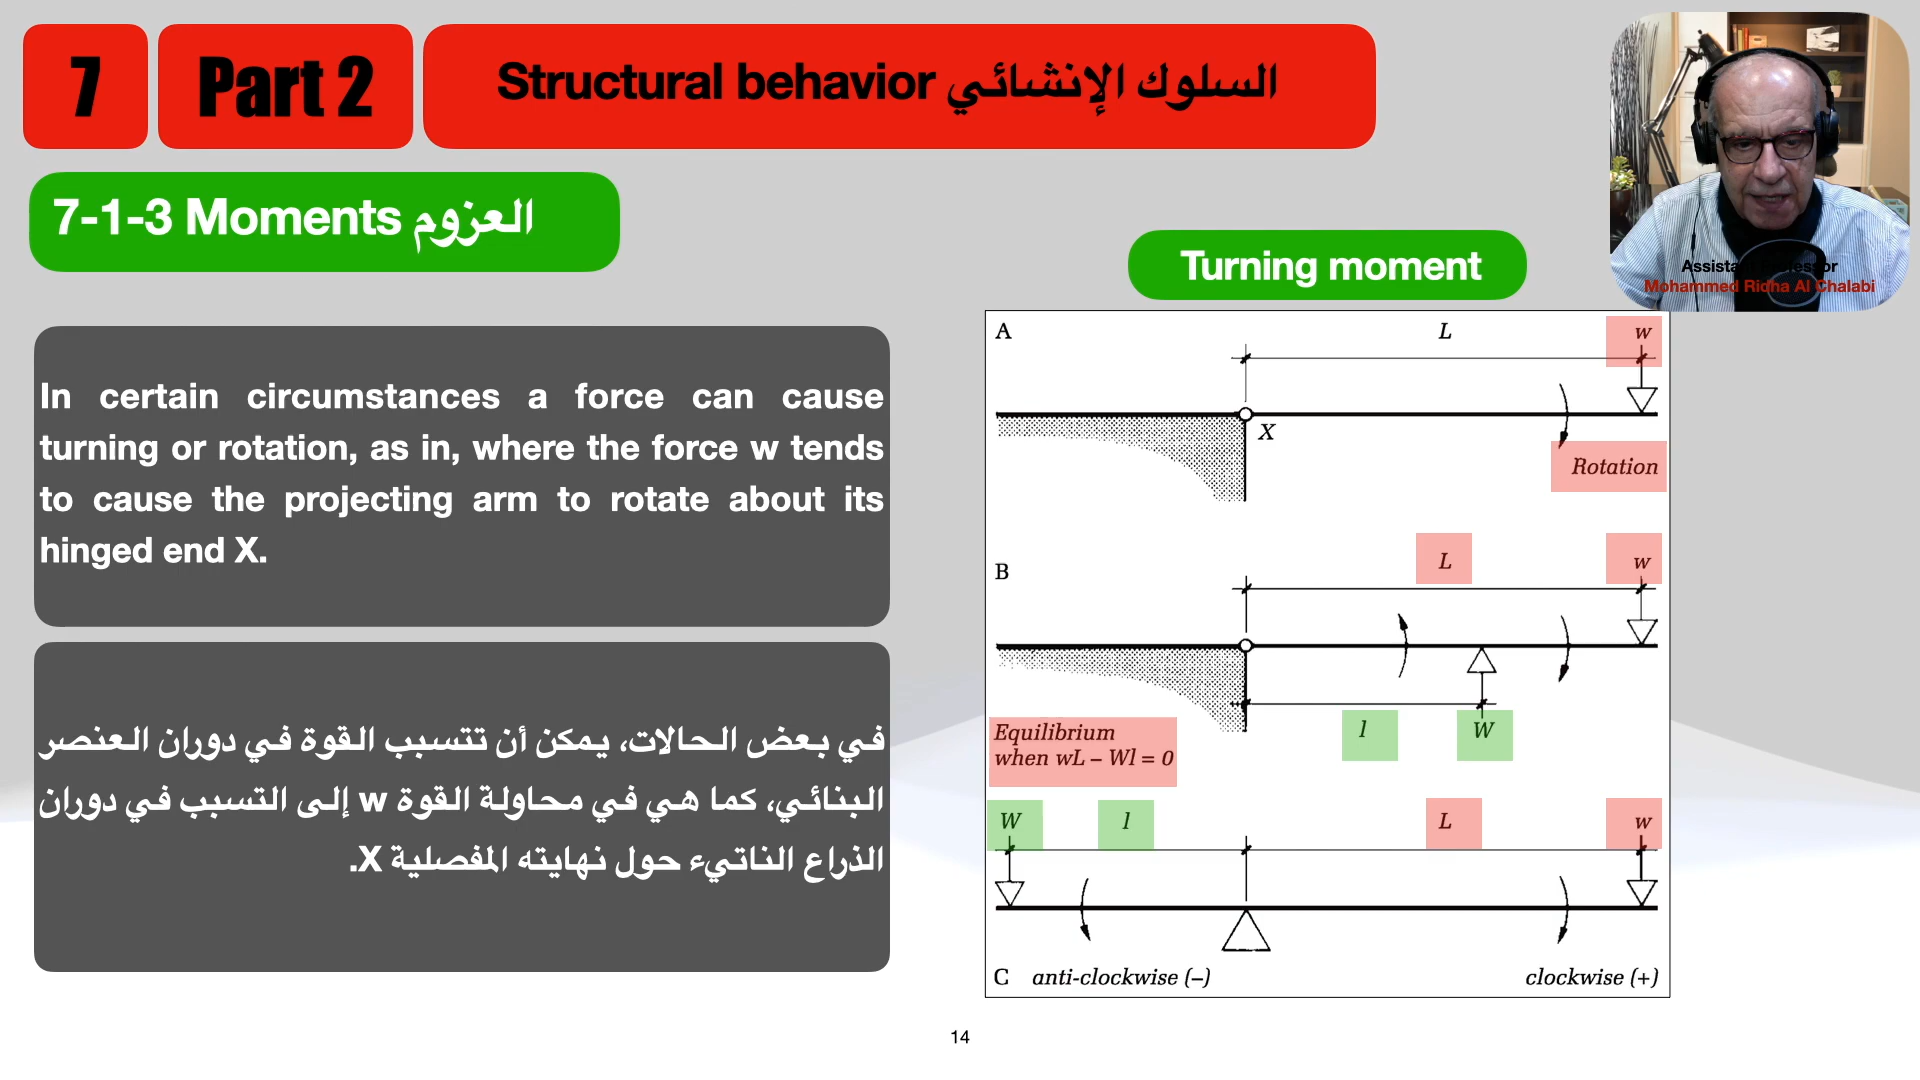 7
Part 2
Structural behavior السلوك الإنشائي
7-1-3 Moments العزوم
Turning moment
Mohammed Ridha Al Chalabi
In certain circumstances a force can cause
turning or rotation, as in, where the force w tends
to cause the projecting arm to rotate about its
hinged end X.
في بعض الحالات، يمكن أن تتسبب القوة في دوران العنصر
البنائي، كما هي في محاولة القوة w إلى التسبب في دوران
الذراع الناتيء حول نهايته المفصلية X.
A
L
w
X
Rotation
B
L
w
l
W
Equilibrium
when wL – Wl = 0
W
l
L
w
C anti-clockwise (–)
clockwise (+)
14